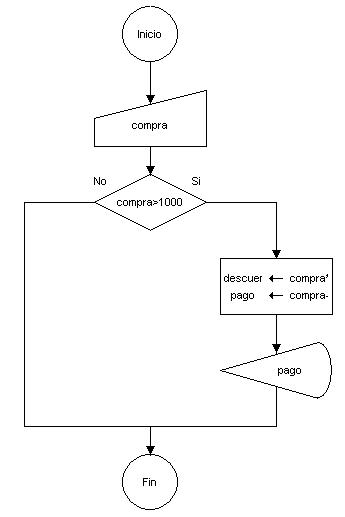 Inicio
compra
No
Si
compra>1000
descuer ← compra*
pago ← compra-
pago
Fin